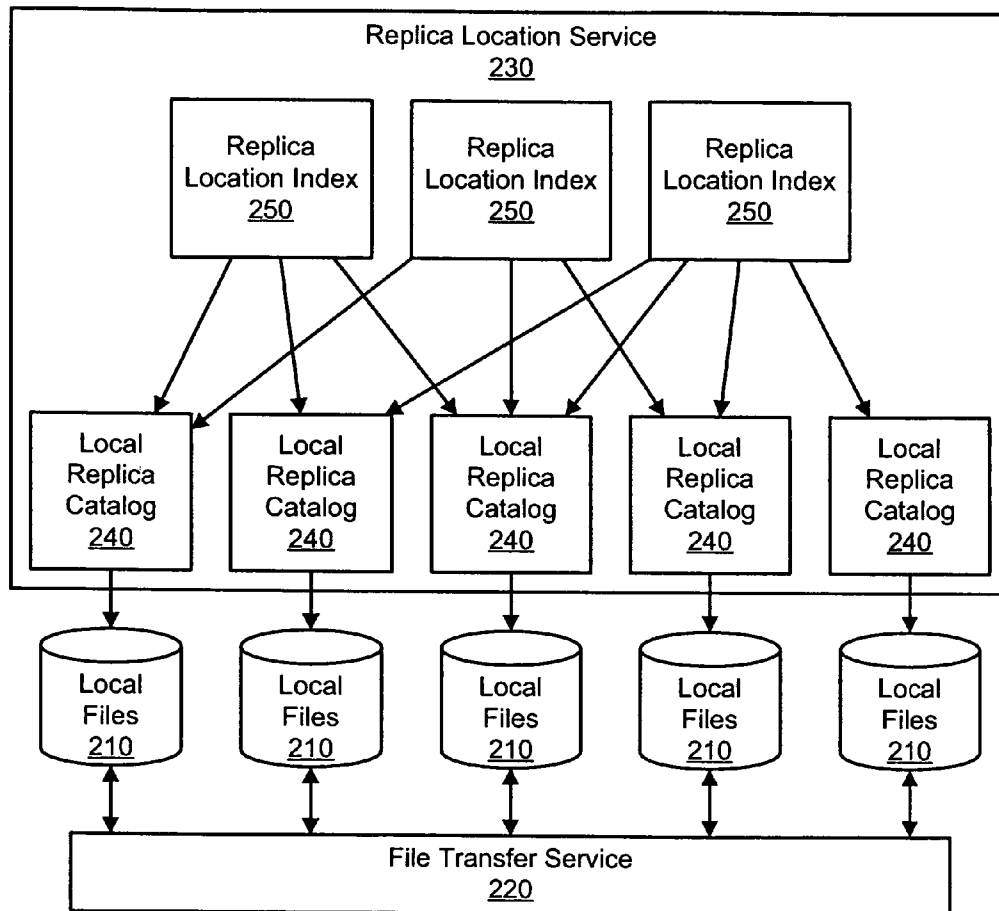 Replica Location Service
230
Replica
Location Index
250
Replica
Location Index
250
Replica
Location Index
250
Local
Replica
Catalog
240
Local
Replica
Catalog
240
Local
Replica
Catalog
240
Local
Replica
Catalog
240
Local
Replica
Catalog
240
Local
Files
210
Local
Files
210
Local
Files
210
Local
Files
210
Local
Files
210
File Transfer Service
220